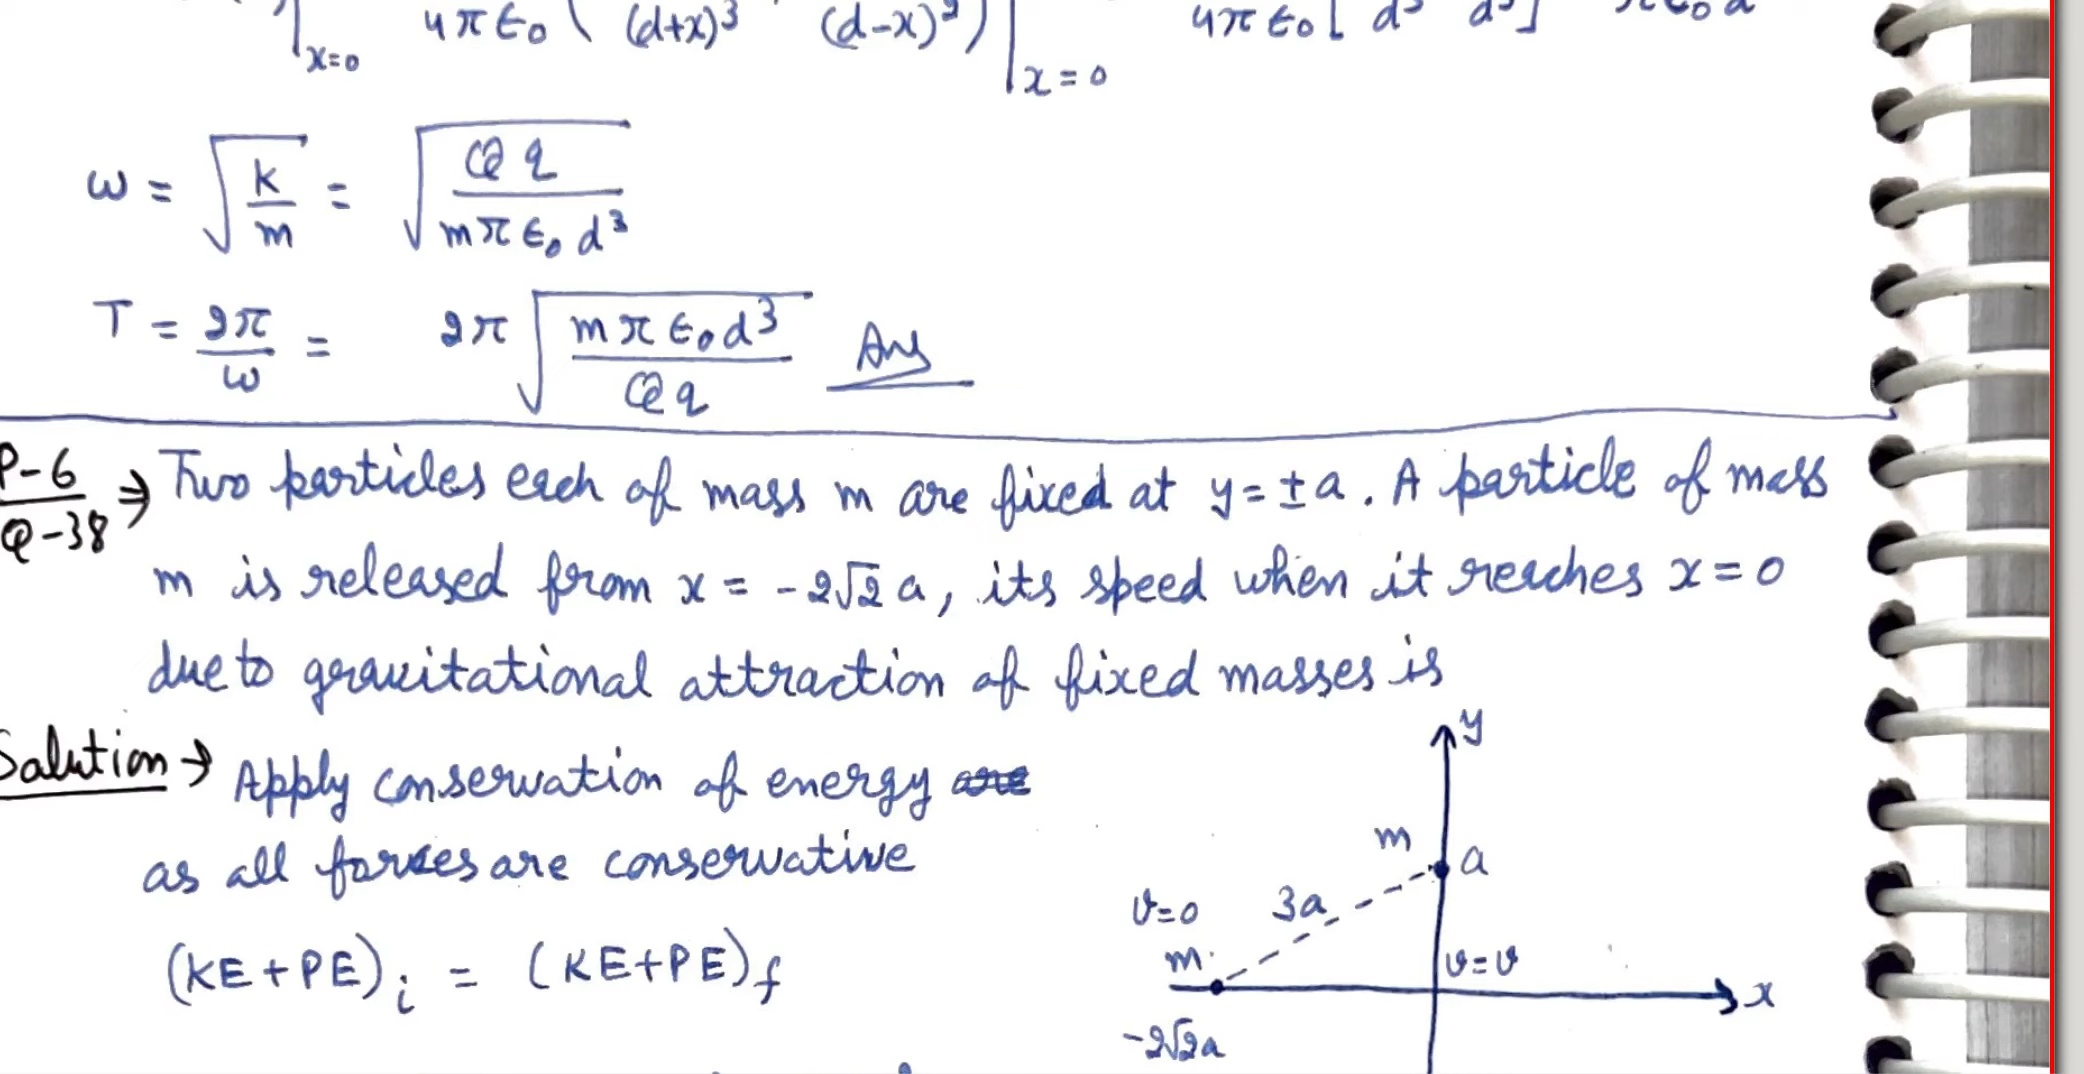 |x=0 4πε₀ ( (d+x)³ (d-x)³ ) |x=0 4πε₀ [ d³ d³ ]
ω = √(k/m) = √(Qq/(mπε₀d³))
T = 2π/ω = 2π √(mπε₀d³/(Qq)) Ans
P-6/Q-38 ⇒ Two particles each of mass m are fixed at y = ±a. A particle of mass
m is released from x = -2√2 a, its speed when it reaches x = 0
due to gravitational attraction of fixed masses is
Solution → Apply conservation of energy
as all forces are conservative
(KE+PE)i = (KE+PE)f
y
m
a
v=0
3a
m
v=v
x
-2√2a